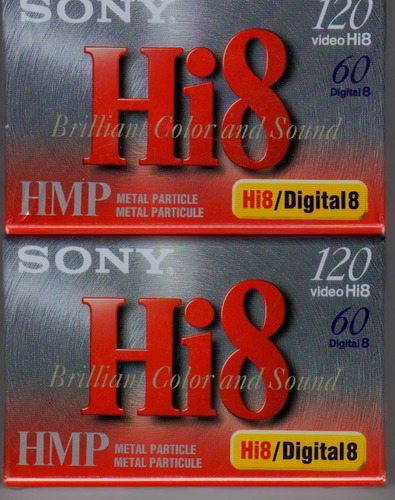 SONY® 120
video Hi8
60
Digital 8
Hi8
Brilliant Color and Sound
HMP METAL PARTICLE
METAL PARTICULE
Hi8/Digital8
SONY® 120
video Hi8
60
Digital 8
Hi8
Brilliant Color and Sound
HMP METAL PARTICLE
METAL PARTICULE
Hi8/Digital8